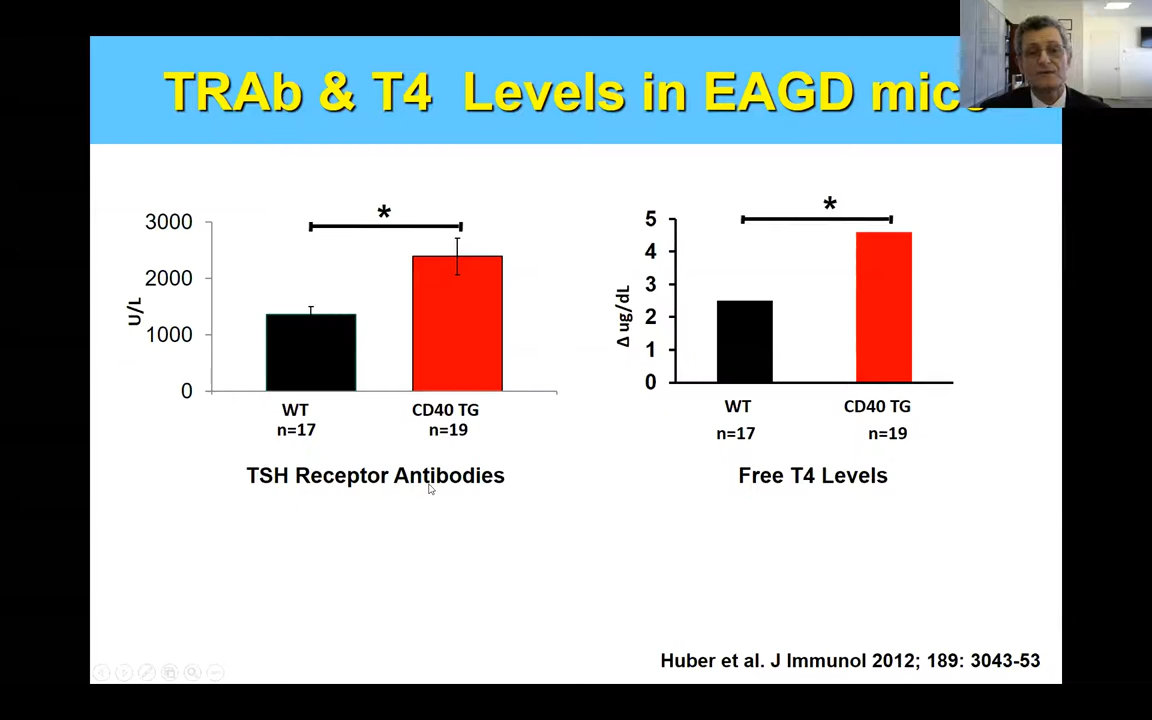 TRAb & T4 Levels in EAGD mice
*
3000
2000
1000
0
U/L
WT
CD40 TG
n=17
n=19
TSH Receptor Antibodies
*
5
4
3
2
1
0
Δ ug/dL
WT
CD40 TG
n=17
n=19
Free T4 Levels
Huber et al. J Immunol 2012; 189: 3043-53